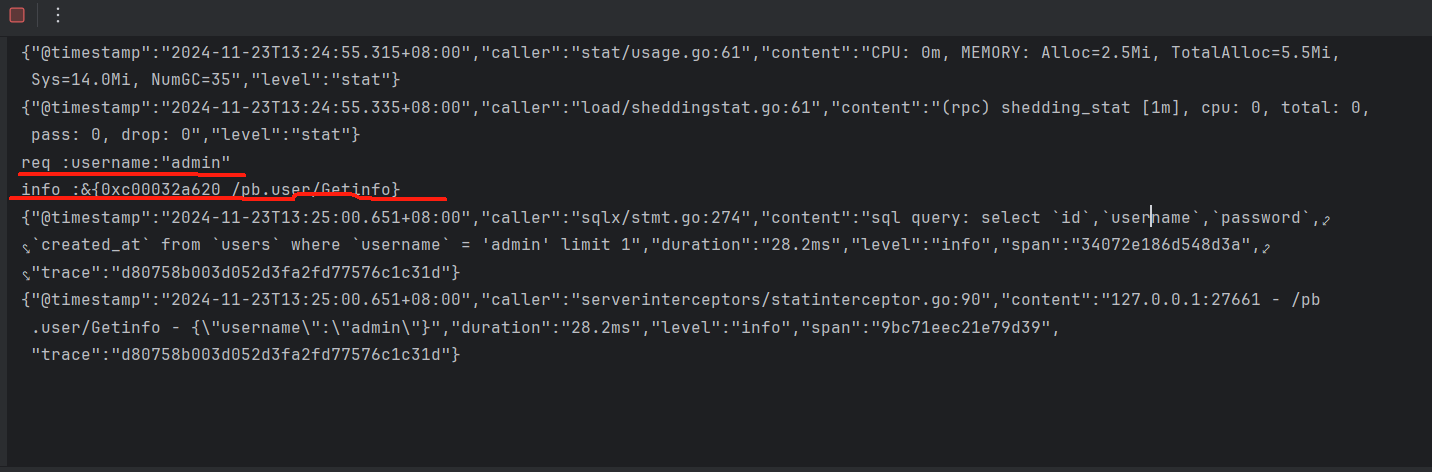 {"@timestamp":"2024-11-23T13:24:55.315+08:00","caller":"stat/usage.go:61","content":"CPU: 0m, MEMORY: Alloc=2.5Mi, TotalAlloc=5.5Mi,
Sys=14.0Mi, NumGC=35","level":"stat"}
{"@timestamp":"2024-11-23T13:24:55.335+08:00","caller":"load/sheddingstat.go:61","content":"(rpc) shedding_stat [1m], cpu: 0, total: 0,
pass: 0, drop: 0","level":"stat"}
req :username:"admin"
info :&{0xc00032a620 /pb.user/Getinfo}
{"@timestamp":"2024-11-23T13:25:00.651+08:00","caller":"sqlx/stmt.go:274","content":"sql query: select `id`,`username`,`password`,
`created_at` from `users` where `username` = 'admin' limit 1","duration":"28.2ms","level":"info","span":"34072e186d548d3a",
"trace":"d80758b003d052d3fa2fd77576c1c31d"}
{"@timestamp":"2024-11-23T13:25:00.651+08:00","caller":"serverinterceptors/statinterceptor.go:90","content":"127.0.0.1:27661 - /pb
.user/Getinfo - {\"username\":\"admin\"}","duration":"28.2ms","level":"info","span":"9bc71eec21e79d39",
"trace":"d80758b003d052d3fa2fd77576c1c31d"}